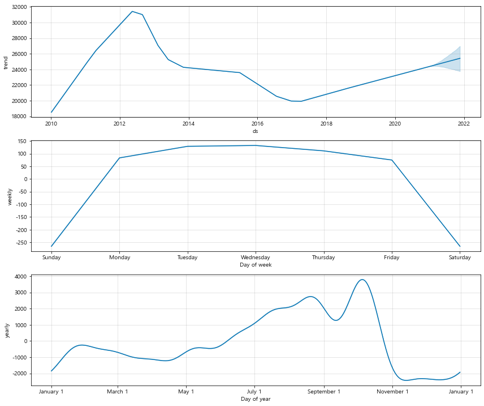 32000
30000
28000
26000
24000
22000
20000
18000
trend
2010 2012 2014 2016 2018 2020 2022
ds
150
100
50
0
-50
-100
-150
-200
-250
weekly
Sunday Monday Tuesday Wednesday Thursday Friday Saturday
Day of week
4000
3000
2000
1000
0
-1000
-2000
yearly
January 1 March 1 May 1 July 1 September 1 November 1 January 1
Day of year